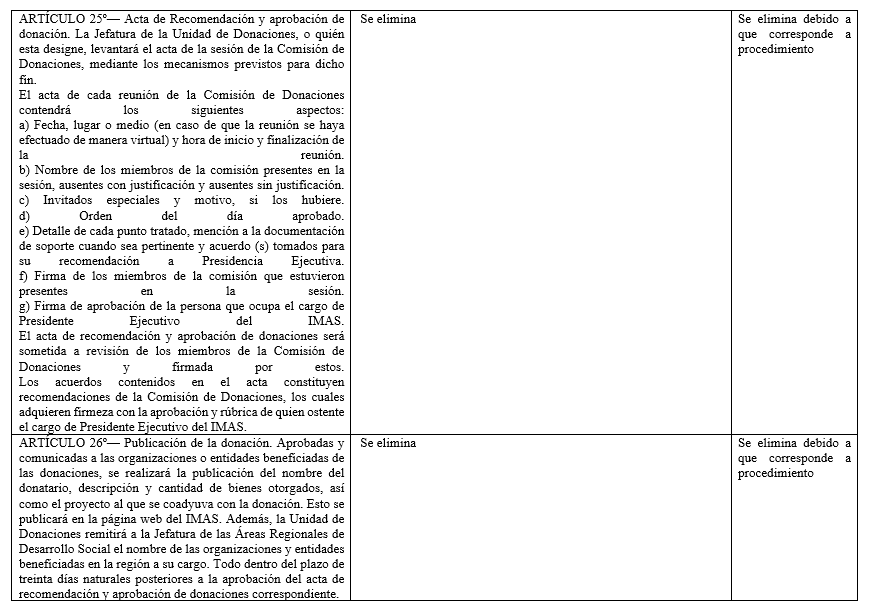 ARTÍCULO 25º— Acta de Recomendación y aprobación de
donación. La Jefatura de la Unidad de Donaciones, o quién
esta designe, levantará el acta de la sesión de la Comisión de
Donaciones, mediante los mecanismos previstos para dicho
fin.
El acta de cada reunión de la Comisión de Donaciones
contendrá los siguientes aspectos:
a) Fecha, lugar o medio (en caso de que la reunión se haya
efectuado de manera virtual) y hora de inicio y finalización de
la reunión.
b) Nombre de los miembros de la comisión presentes en la
sesión, ausentes con justificación y ausentes sin justificación.
c) Invitados especiales y motivo, si los hubiere.
d) Orden del día aprobado.
e) Detalle de cada punto tratado, mención a la documentación
de soporte cuando sea pertinente y acuerdo (s) tomados para
su recomendación a Presidencia Ejecutiva.
f) Firma de los miembros de la comisión que estuvieron
presentes en la sesión.
g) Firma de aprobación de la persona que ocupa el cargo de
Presidente Ejecutivo del IMAS.
El acta de recomendación y aprobación de donaciones será
sometida a revisión de los miembros de la Comisión de
Donaciones y firmada por estos.
Los acuerdos contenidos en el acta constituyen
recomendaciones de la Comisión de Donaciones, los cuales
adquieren firmeza con la aprobación y rúbrica de quien ostente
el cargo de Presidente Ejecutivo del IMAS.
Se elimina
Se elimina debido a
que corresponde a
procedimiento
ARTÍCULO 26º— Publicación de la donación. Aprobadas y
comunicadas a las organizaciones o entidades beneficiadas de
las donaciones, se realizará la publicación del nombre del
donatario, descripción y cantidad de bienes otorgados, así
como el proyecto al que se coadyuva con la donación. Esto se
publicará en la página web del IMAS. Además, la Unidad de
Donaciones remitirá a la Jefatura de las Áreas Regionales de
Desarrollo Social el nombre de las organizaciones y entidades
beneficiadas en la región a su cargo. Todo dentro del plazo de
treinta días naturales posteriores a la aprobación del acta de
recomendación y aprobación de donaciones correspondiente.
Se elimina
Se elimina debido a
que corresponde a
procedimiento